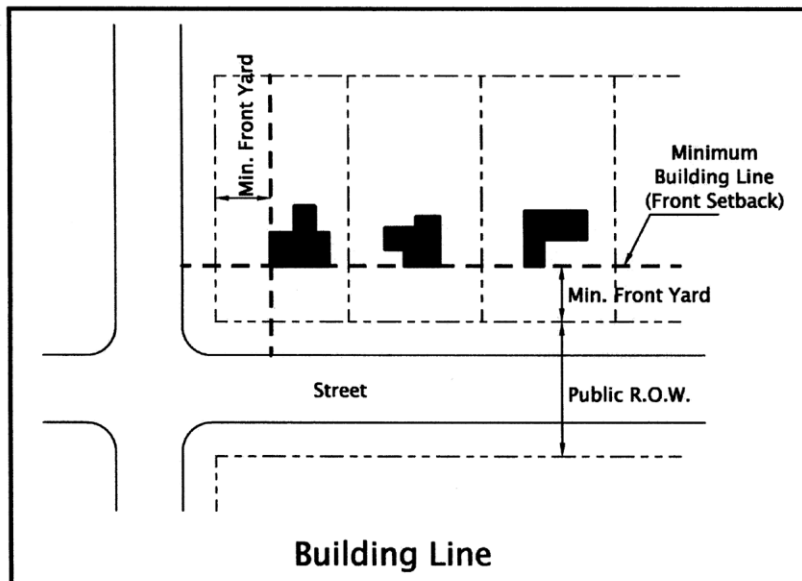 Min. Front Yard
Minimum
Building Line
(Front Setback)
Min. Front Yard
Street
Public R.O.W.
Building Line